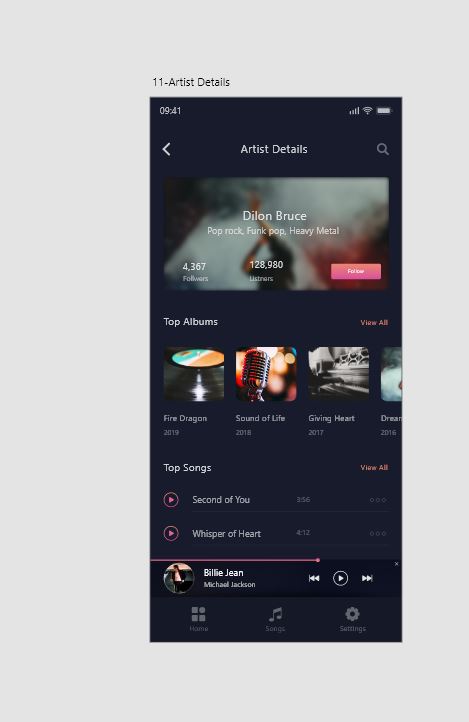 11-Artist Details
09:41
Artist Details
Dilon Bruce
Pop rock, Funk pop, Heavy Metal
4,367
128,980
Follwers
Listners
Follow
Top Albums
View All
Fire Dragon
Sound of Life
Giving Heart
Drean
2019
2018
2017
2016
Top Songs
View All
Second of You
3:56
Whisper of Heart
4:12
Billie Jean
Michael Jackson
Home
Songs
Settings